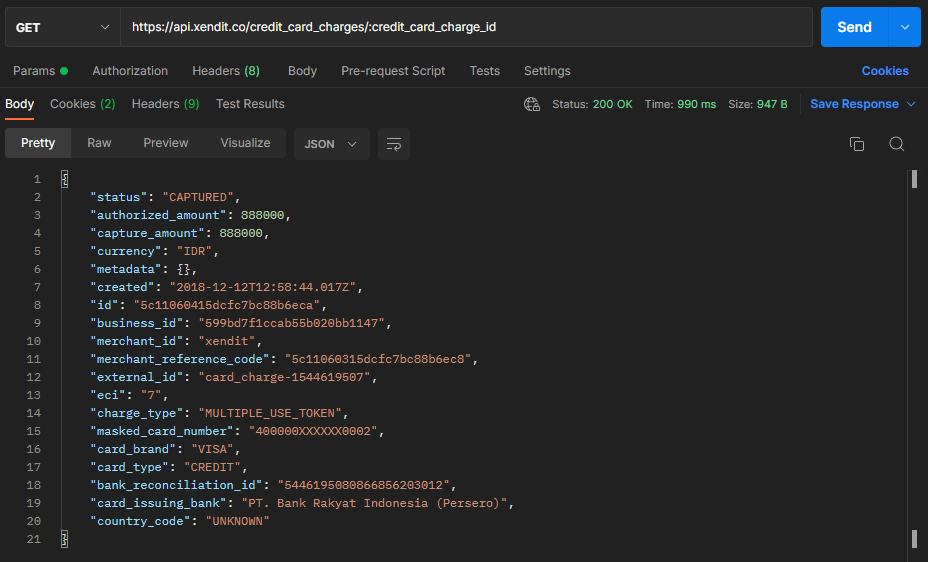 GET https://api.xendit.co/credit_card_charges/:credit_card_charge_id Send
Params Authorization Headers (8) Body Pre-request Script Tests Settings Cookies
Body Cookies (2) Headers (9) Test Results Status: 200 OK Time: 990 ms Size: 947 B Save Response
Pretty Raw Preview Visualize JSON
1 {
2 "status": "CAPTURED",
3 "authorized_amount": 888000,
4 "capture_amount": 888000,
5 "currency": "IDR",
6 "metadata": {},
7 "created": "2018-12-12T12:58:44.017Z",
8 "id": "5c11060415dcfc7bc88b6eca",
9 "business_id": "599bd7f1ccab55b020bb1147",
10 "merchant_id": "xendit",
11 "merchant_reference_code": "5c11060315dcfc7bc88b6ec8",
12 "external_id": "card_charge-1544619507",
13 "eci": "7",
14 "charge_type": "MULTIPLE_USE_TOKEN",
15 "masked_card_number": "400000XXXXXX0002",
16 "card_brand": "VISA",
17 "card_type": "CREDIT",
18 "bank_reconciliation_id": "5446195080866856203012",
19 "card_issuing_bank": "PT. Bank Rakyat Indonesia (Persero)",
20 "country_code": "UNKNOWN"
21 }